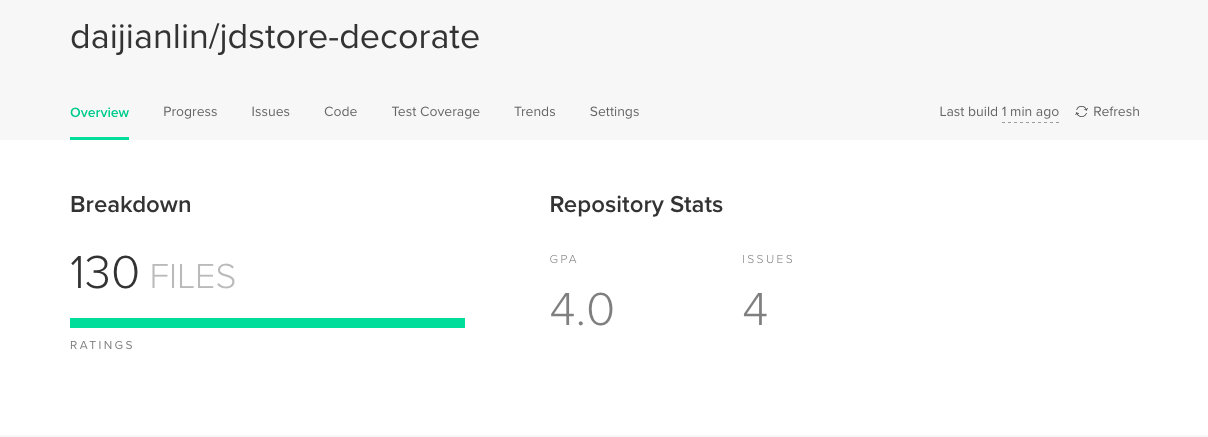 daijianlin/jdstore-decorate
Overview Progress Issues Code Test Coverage Trends Settings Last build 1 min ago Refresh
Breakdown
Repository Stats
130 FILES
RATINGS
GPA
ISSUES
4.0
4